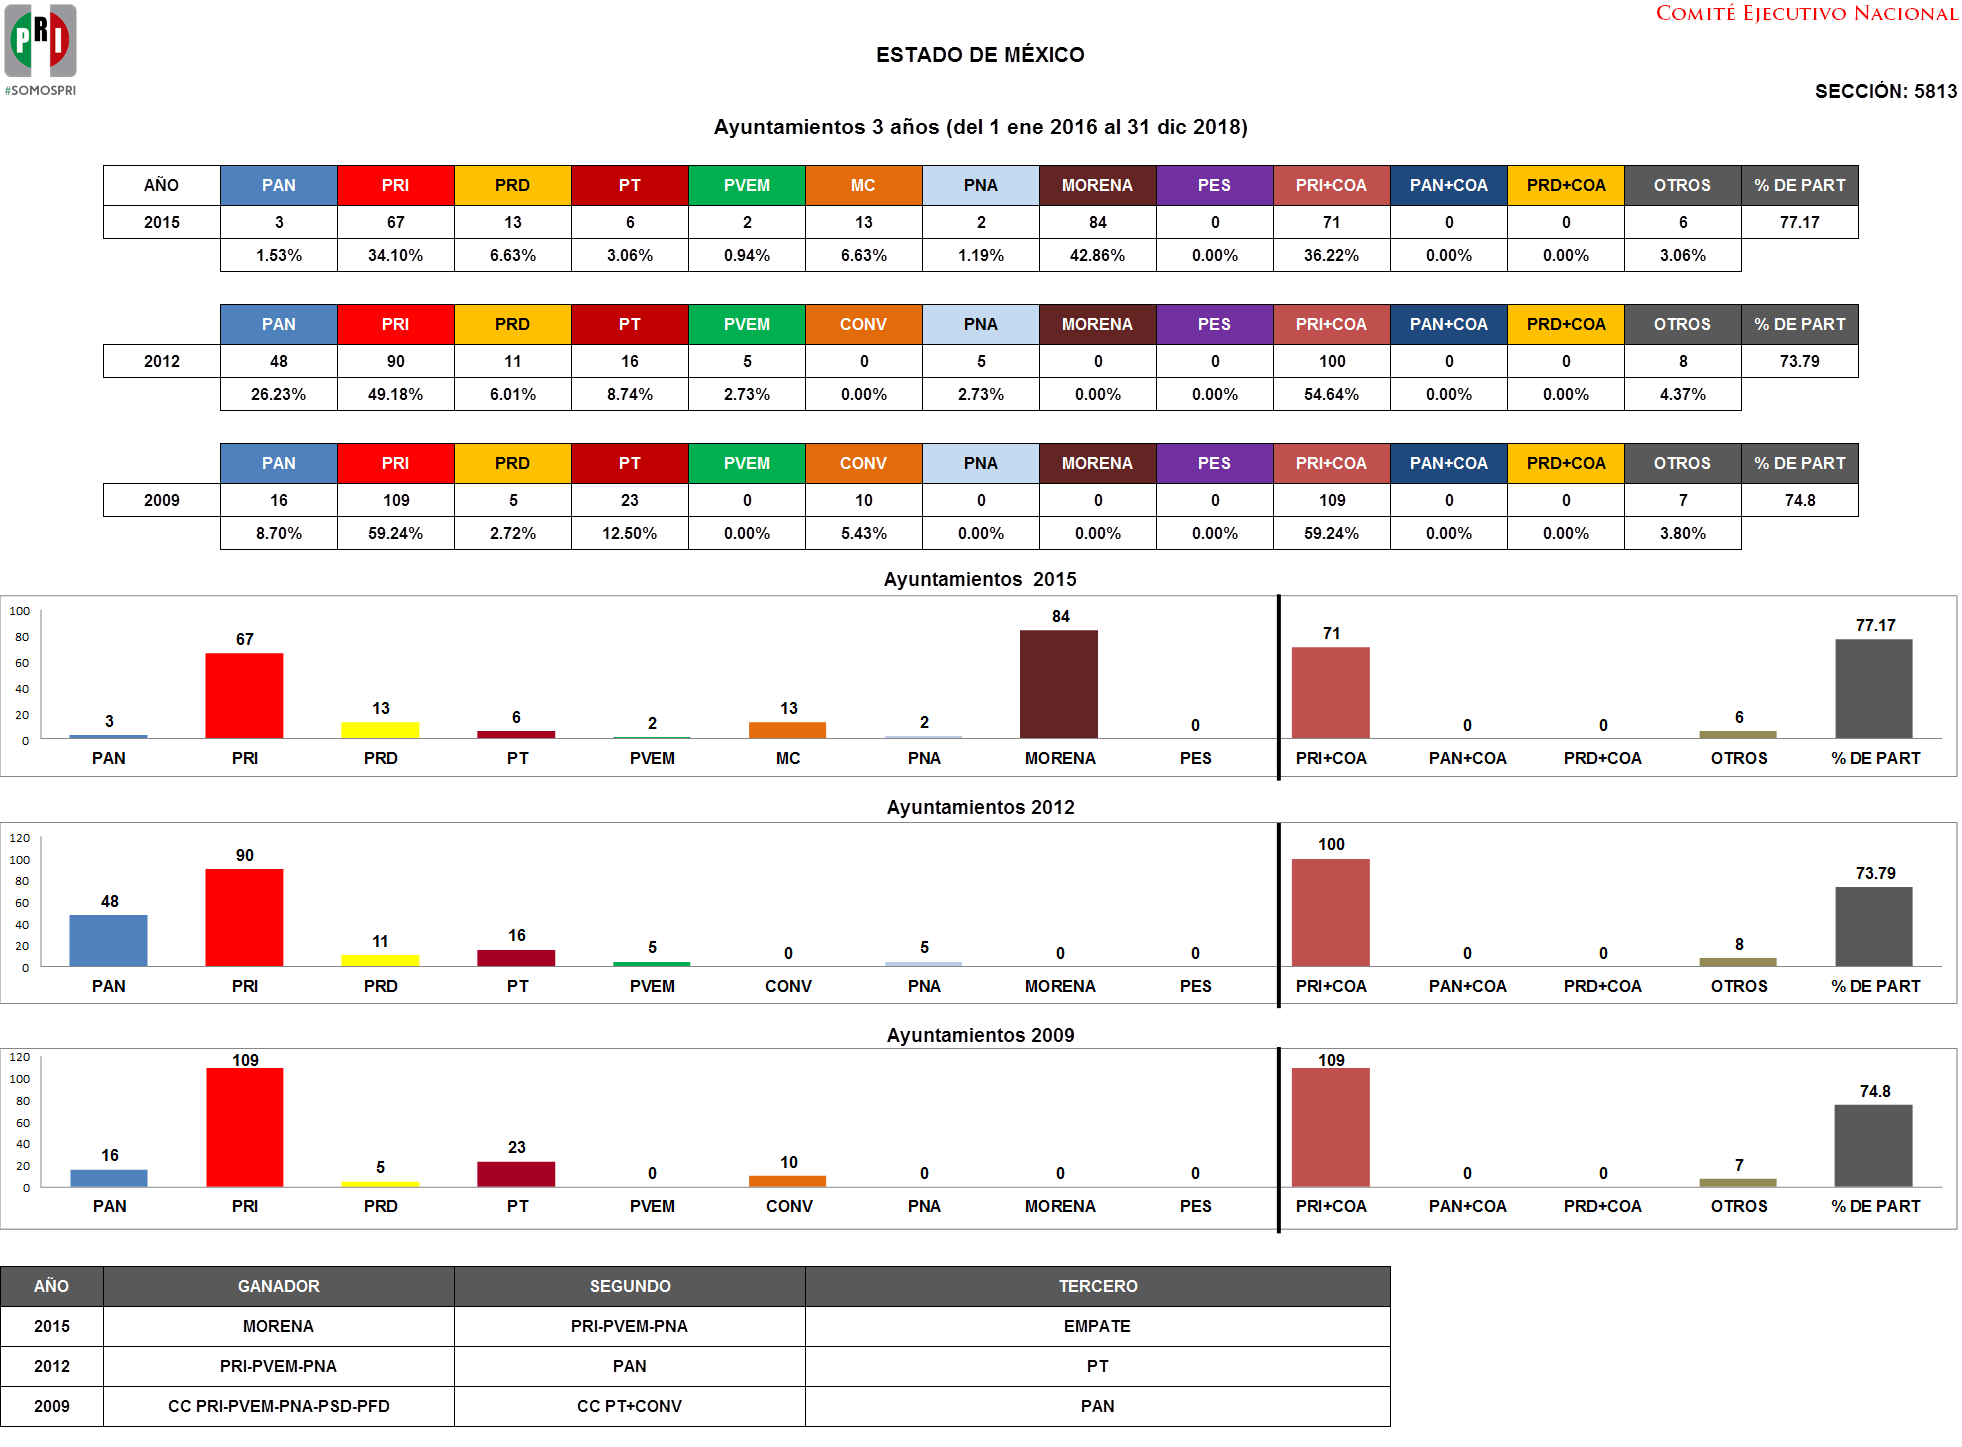 PRI
#SOMOSPRI
COMITÉ EJECUTIVO NACIONAL
ESTADO DE MÉXICO
SECCIÓN: 5813
Ayuntamientos 3 años (del 1 ene 2016 al 31 dic 2018)
AÑO PAN PRI PRD PT PVEM MC PNA MORENA PES PRI+COA PAN+COA PRD+COA OTROS % DE PART
2015 3 67 13 6 2 13 2 84 0 71 0 0 6 77.17
1.53% 34.10% 6.63% 3.06% 0.94% 6.63% 1.19% 42.86% 0.00% 36.22% 0.00% 0.00% 3.06%
PAN PRI PRD PT PVEM CONV PNA MORENA PES PRI+COA PAN+COA PRD+COA OTROS % DE PART
2012 48 90 11 16 5 0 5 0 0 100 0 0 8 73.79
26.23% 49.18% 6.01% 8.74% 2.73% 0.00% 2.73% 0.00% 0.00% 54.64% 0.00% 0.00% 4.37%
PAN PRI PRD PT PVEM CONV PNA MORENA PES PRI+COA PAN+COA PRD+COA OTROS % DE PART
2009 16 109 5 23 0 10 0 0 0 109 0 0 7 74.8
8.70% 59.24% 2.72% 12.50% 0.00% 5.43% 0.00% 0.00% 0.00% 59.24% 0.00% 0.00% 3.80%
Ayuntamientos 2015
100
80
60
40
20
0
3 67 13 6 2 13 2 84 0 71 0 0 6 77.17
PAN PRI PRD PT PVEM MC PNA MORENA PES PRI+COA PAN+COA PRD+COA OTROS % DE PART
Ayuntamientos 2012
120
100
80
60
40
20
0
48 90 11 16 5 0 5 0 0 100 0 0 8 73.79
PAN PRI PRD PT PVEM CONV PNA MORENA PES PRI+COA PAN+COA PRD+COA OTROS % DE PART
Ayuntamientos 2009
120
100
80
60
40
20
0
16 109 5 23 0 10 0 0 0 109 0 0 7 74.8
PAN PRI PRD PT PVEM CONV PNA MORENA PES PRI+COA PAN+COA PRD+COA OTROS % DE PART
AÑO GANADOR SEGUNDO TERCERO
2015 MORENA PRI-PVEM-PNA EMPATE
2012 PRI-PVEM-PNA PAN PT
2009 CC PRI-PVEM-PNA-PSD-PFD CC PT+CONV PAN